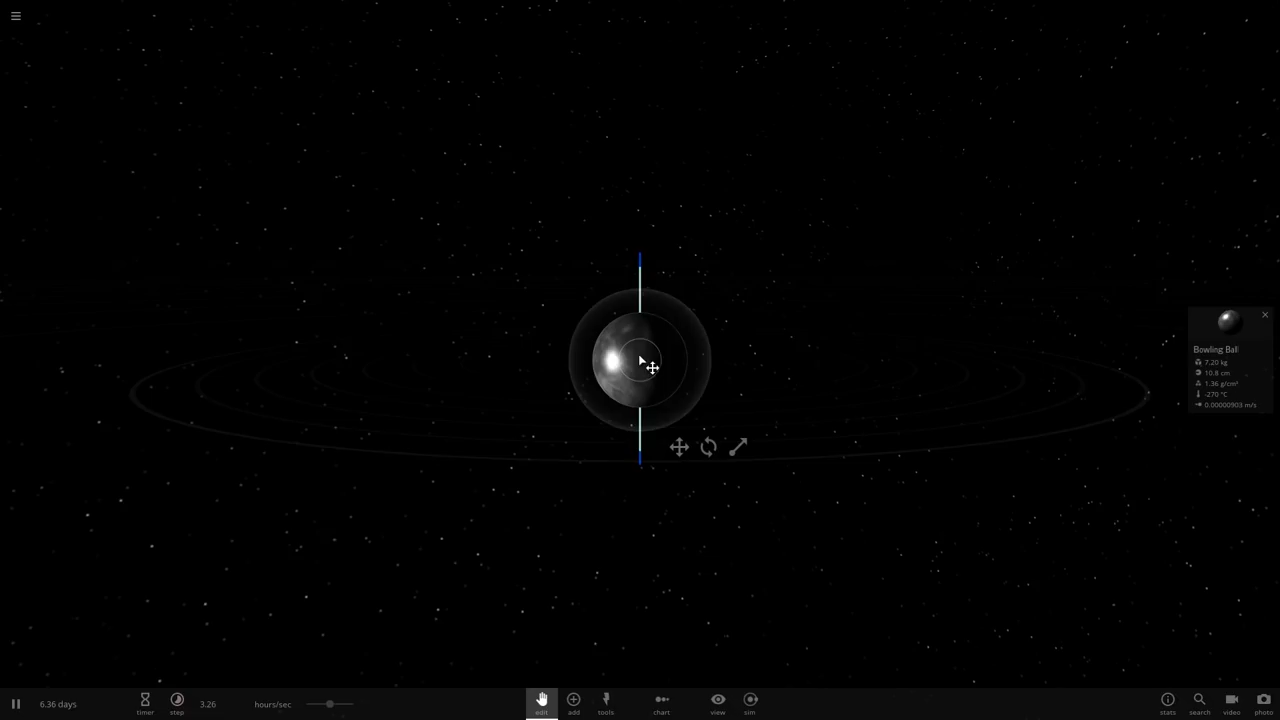 Bowling Ball
7.20 kg
10.8 cm
1.36 g/cm³
-270 °C
0.00000903 m/s
6.36 days
timer
step
3.26
hours/sec
edit
add
tools
chart
view
sim
stats
search
video
photo